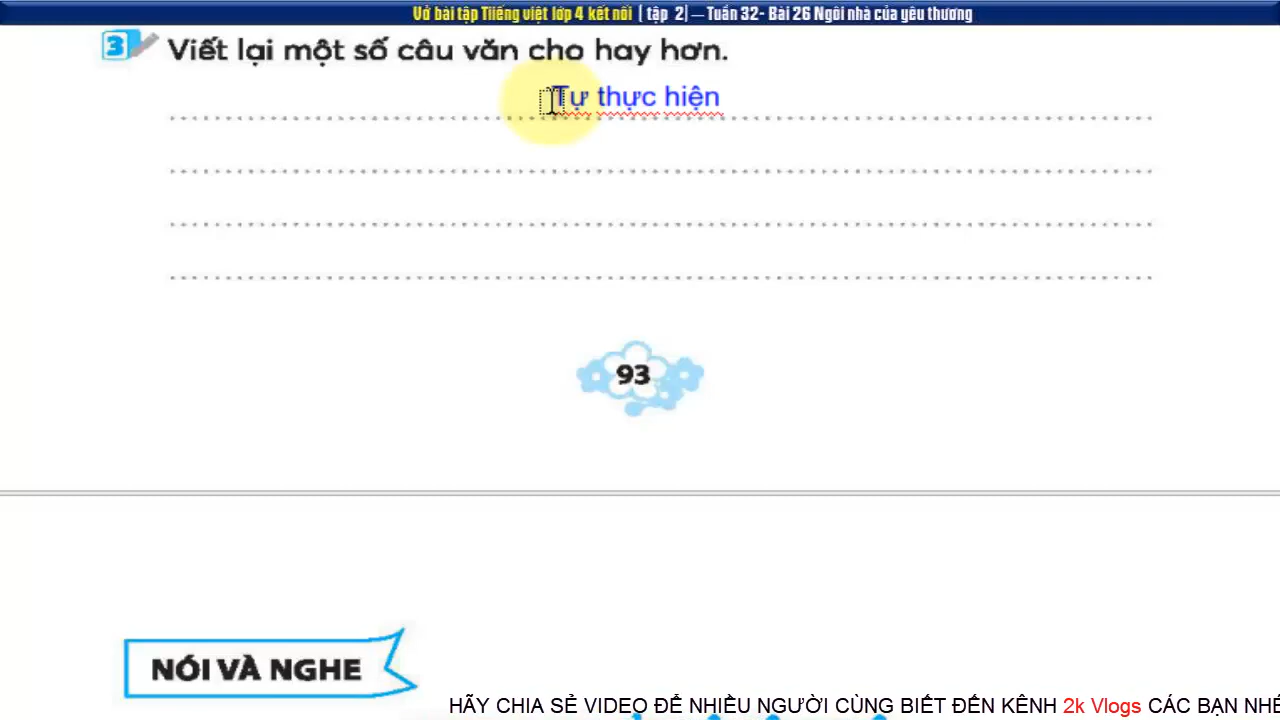 Vở bài tập Tiiếng việt lớp 4 kết nối ( tập 2) – Tuần 32- Bài 26 Ngôi nhà của yêu thương
3 Viết lại một số câu văn cho hay hơn.
Tự thực hiện
93
NÓI VÀ NGHE
HÃY CHIA SẺ VIDEO ĐỂ NHIỀU NGƯỜI CÙNG BIẾT ĐẾN KÊNH 2k Vlogs CÁC BẠN NHÉ